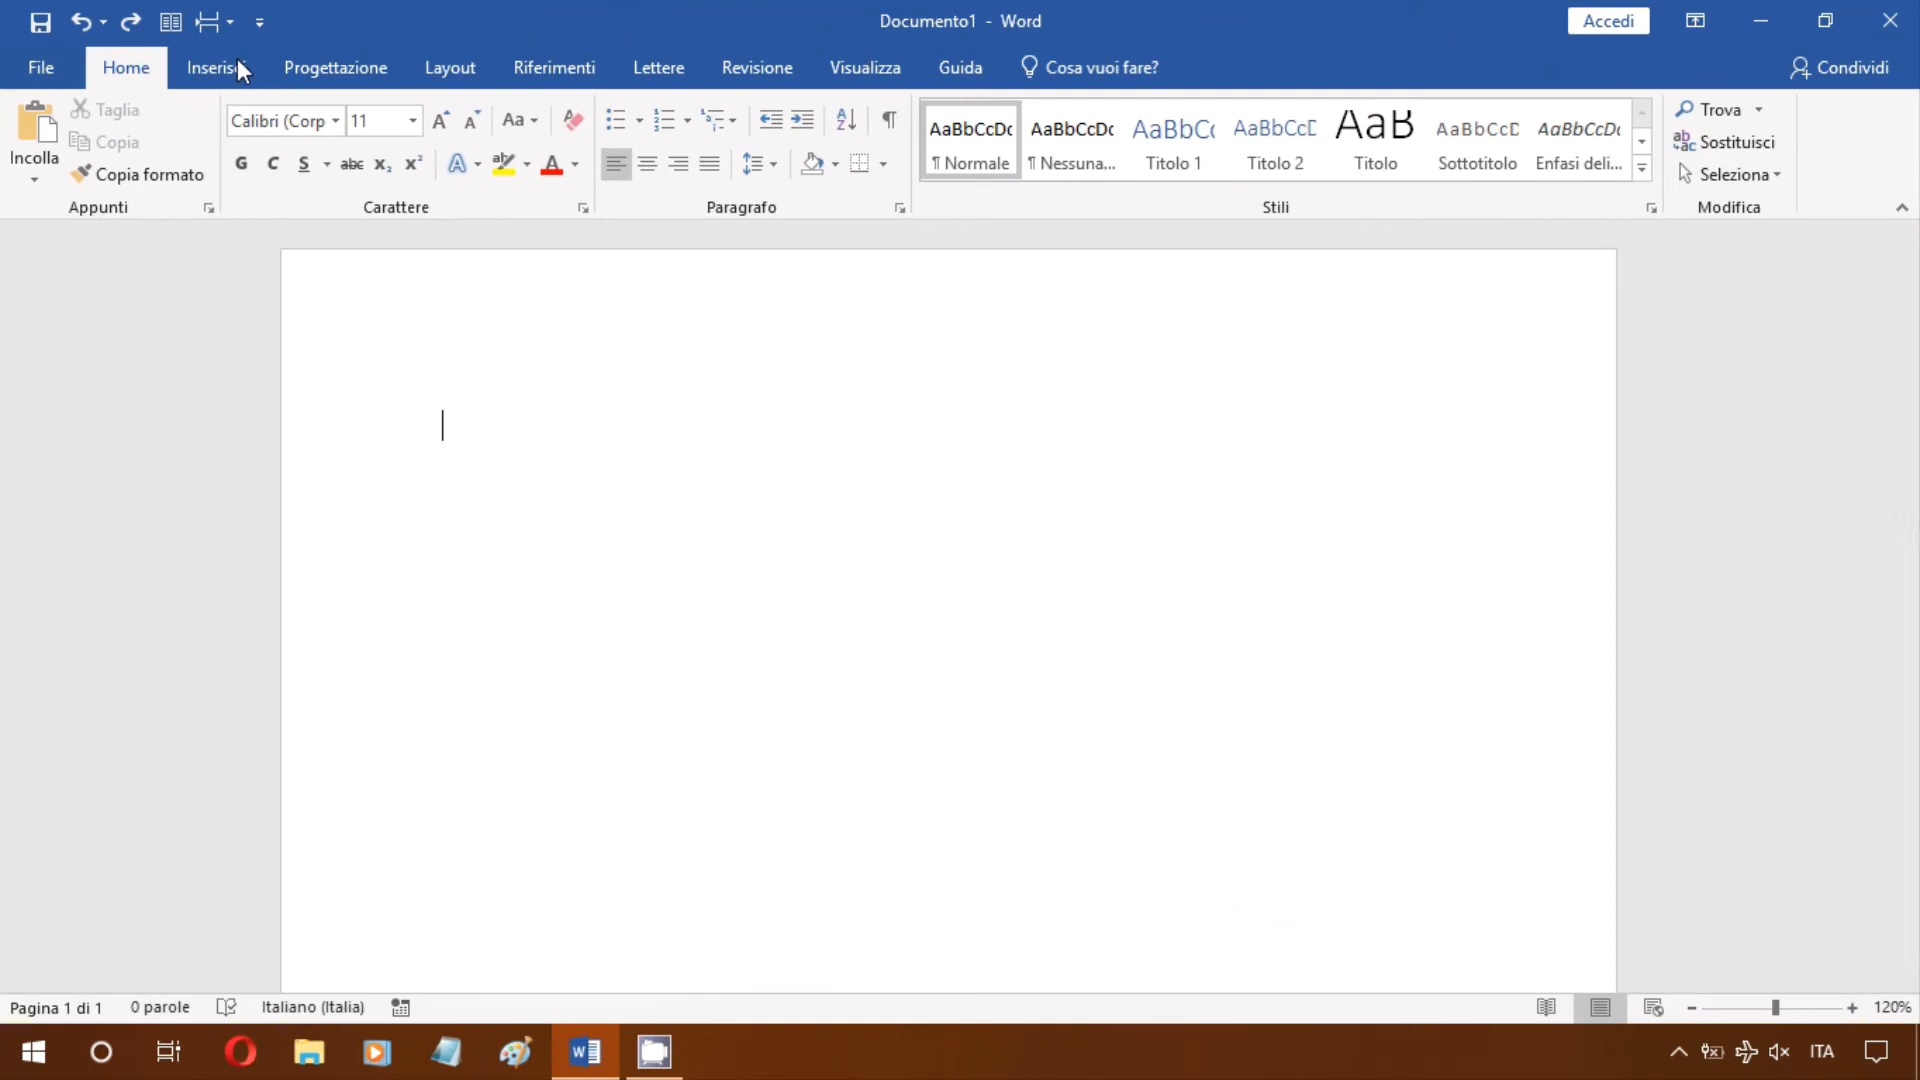 Documento1 - Word
Accedi
File
Home
Inserisci
Progettazione
Layout
Riferimenti
Lettere
Revisione
Visualizza
Guida
Cosa vuoi fare?
Condividi
Incolla
Taglia
Copia
Copia formato
Appunti
Calibri (Corp
11
Aa
G C S abc x₂ x²
Carattere
Paragrafo
AaBbCcDc
¶ Normale
AaBbCcDc
¶ Nessuna...
AaBbCc
Titolo 1
AaBbCcD
Titolo 2
AaB
Titolo
AaBbCcD
Sottotitolo
AaBbCcDc
Enfasi deli...
Stili
Trova
Sostituisci
Seleziona
Modifica
Pagina 1 di 1
0 parole
Italiano (Italia)
120%
ITA